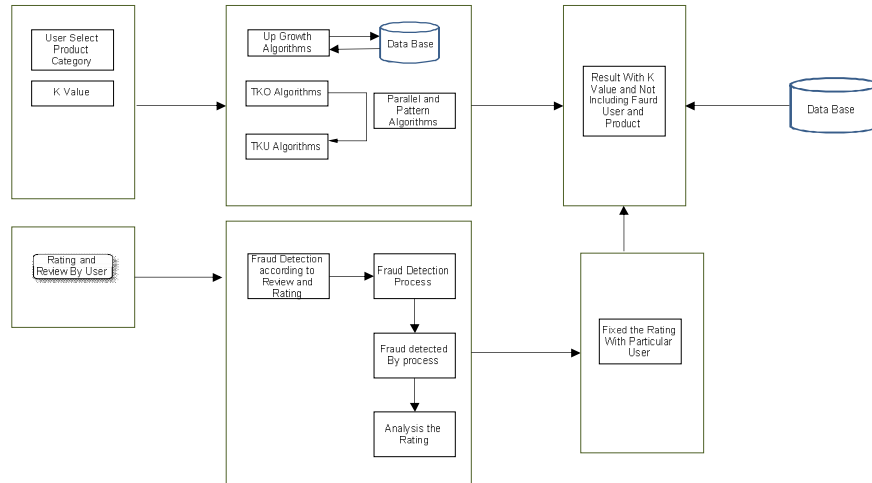 User Select
Product
Category
K Value
Up Growth
Algorithms
Data Base
TKO Algorithms
Parallel and
Pattern
Algorithms
TKU Algorithms
Result With K
Value and Not
Including Faurd
User and
Product
Data Base
Rating and
Review By User
Fraud Detection
according to
Review and
Rating
Fraud Detection
Process
Fraud detected
By process
Analysis the
Rating
Fixed the Rating
With Particular
User